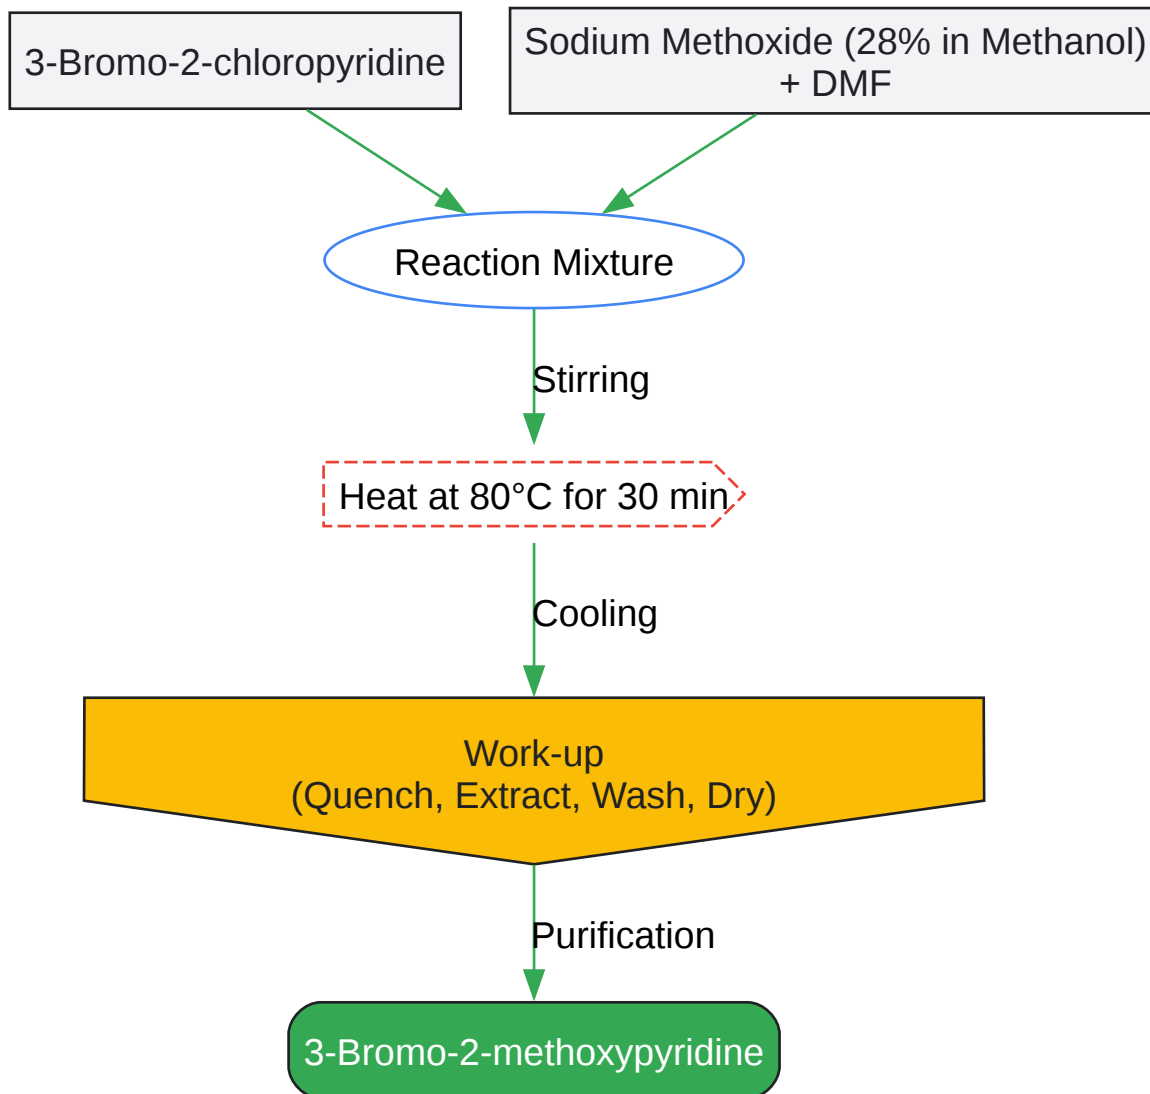 3-Bromo-2-chloropyridine
Sodium Methoxide (28% in Methanol)
+ DMF
Reaction Mixture
Stirring
Heat at 80°C for 30 min
Cooling
Work-up
(Quench, Extract, Wash, Dry)
Purification
3-Bromo-2-methoxypyridine